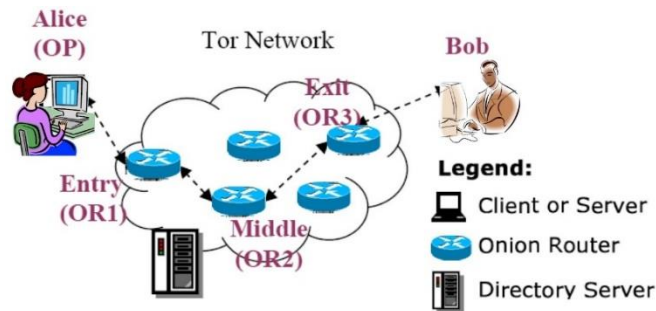 Alice
(OP)
Tor Network
Bob
Exit
(OR3)
Entry
(OR1)
Middle
(OR2)
Legend:
Client or Server
Onion Router
Directory Server